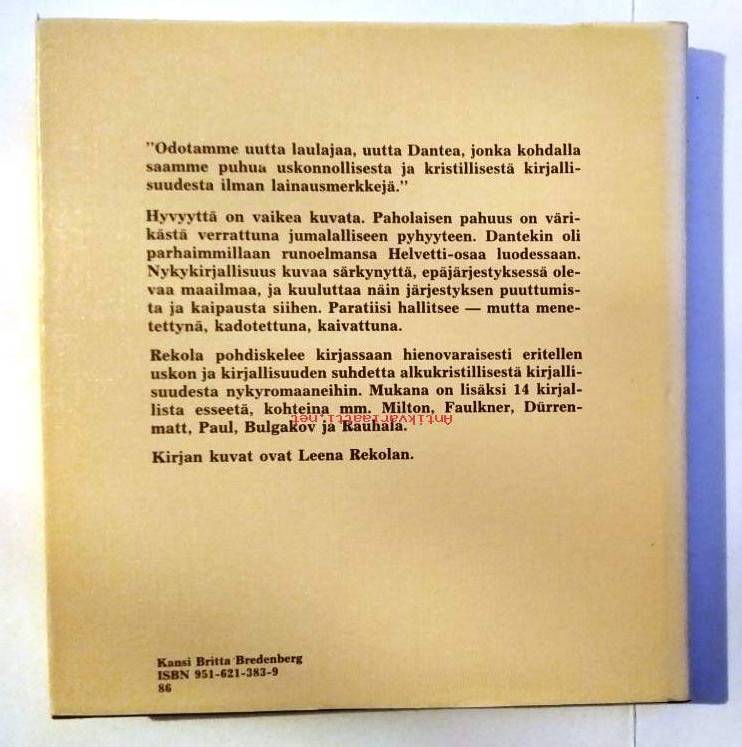 "Odotamme uutta laulajaa, uutta Dantea, jonka kohdalla
saamme puhua uskonnollisesta ja kristillisestä kirjalli-
suudesta ilman lainausmerkkejä."
Hyvyyttä on vaikea kuvata. Paholaisen pahuus on väri-
kästä verrattuna jumalalliseen pyhyyteen. Dantekin oli
parhaimmillaan runoelmansa Helvetti-osaa luodessaan.
Nykykirjallisuus kuvaa särkynyttä, epäjärjestyksessä ole-
vaa maailmaa, ja kuuluttaa näin järjestyksen puuttumis-
ta ja kaipausta siihen. Paratiisi hallitsee — mutta mene-
tettynä, kadotettuna, kaivattuna.
Rekola pohdiskelee kirjassaan hienovaraisesti eritellen
uskon ja kirjallisuuden suhdetta alkukristillisestä kirjalli-
suudesta nykyromaaneihin. Mukana on lisäksi 14 kirjal-
lista esseetä, kohteina mm. Milton, Faulkner, Dürren-
matt, Paul, Bulgakov ja Rauhala.
Antikvariaatti.net
Kirjan kuvat ovat Leena Rekolan.
Kansi Britta Bredenberg
ISBN 951-621-383-9
86